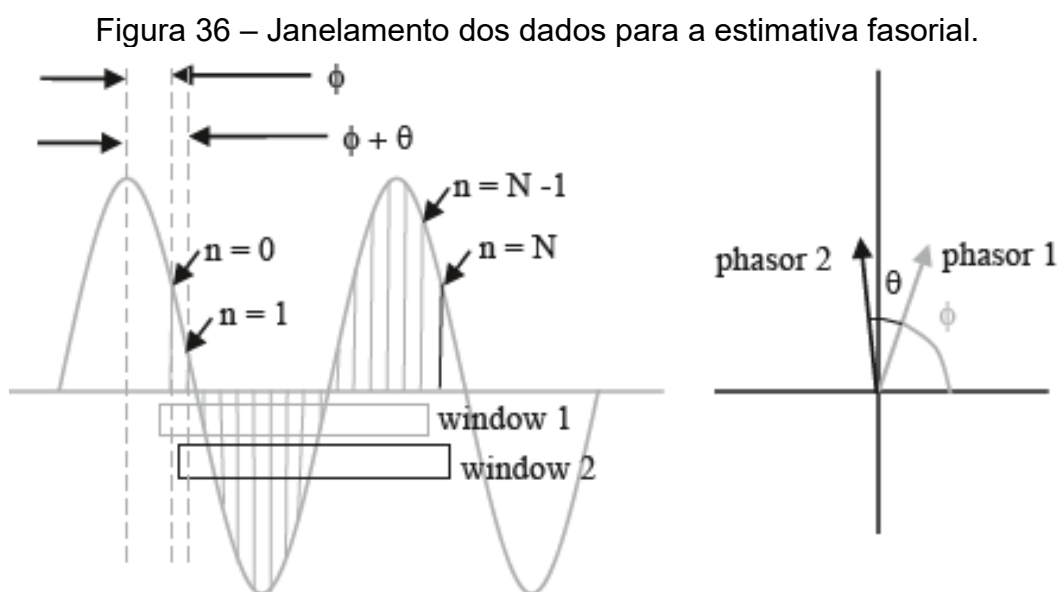 Figura 36 – Janelamento dos dados para a estimativa fasorial.
ϕ
ϕ + θ
n = 0
n = 1
n = N -1
n = N
window 1
window 2
phasor 2
θ
phasor 1
ϕ